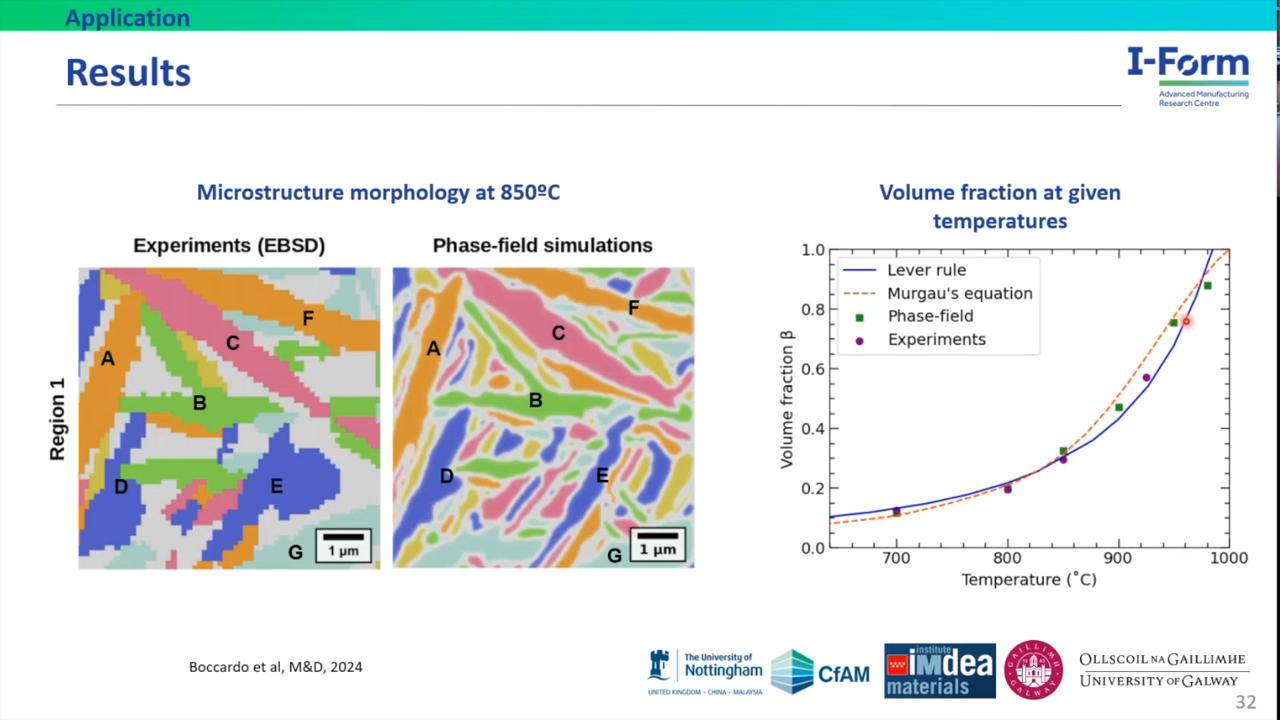 Application
Results
I-Form
Advanced Manufacturing
Research Centre
Microstructure morphology at 850ºC
Experiments (EBSD)
Phase-field simulations
Region 1
A
B
C
D
E
F
G
1 μm
A
B
C
D
E
F
G
1 μm
Volume fraction at given
temperatures
Volume fraction β
1.0
0.8
0.6
0.4
0.2
0.0
Lever rule
Murgau's equation
Phase-field
Experiments
700
800
900
1000
Temperature (˚C)
Boccardo et al, M&D, 2024
The University of
Nottingham
UNITED KINGDOM · CHINA · MALAYSIA
CfAM
institute
iMdea
materials
GAILLIMH
GALWAY
OLLSCOIL NA GAILLIMHE
UNIVERSITY OF GALWAY
32